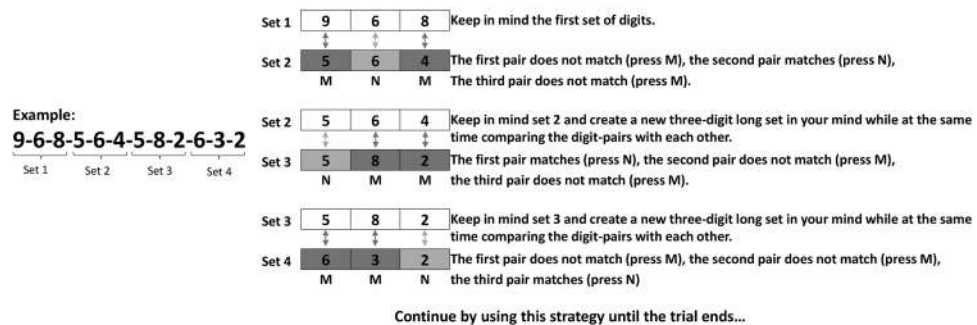 Set 1 9 6 8 Keep in mind the first set of digits.
Set 2 5 6 4 The first pair does not match (press M), the second pair matches (press N),
M N M The third pair does not match (press M).
Example:
9-6-8-5-6-4-5-8-2-6-3-2
Set 1 Set 2 Set 3 Set 4
Set 2 5 6 4 Keep in mind set 2 and create a new three-digit long set in your mind while at the same
time comparing the digit-pairs with each other.
Set 3 5 8 2 The first pair matches (press N), the second pair does not match (press M),
N M M the third pair does not match (press M).
Set 3 5 8 2 Keep in mind set 3 and create a new three-digit long set in your mind while at the same
time comparing the digit-pairs with each other.
Set 4 6 3 2 The first pair does not match (press M), the second pair does not match (press M),
M M N the third pair matches (press N)
Continue by using this strategy until the trial ends...